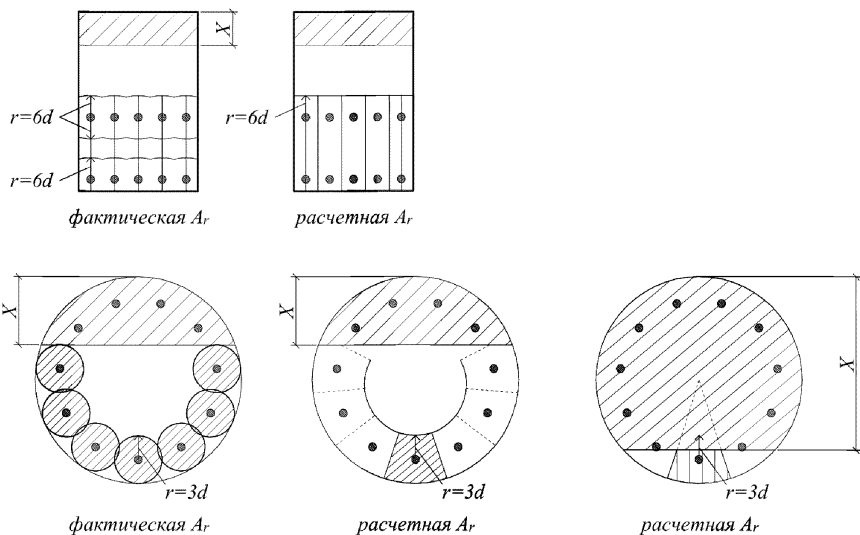 X
r=6d
r=6d
r=6d
фактическая Ar
расчетная Ar
X
X
X
r=3d
r=3d
r=3d
фактическая Ar
расчетная Ar
расчетная Ar